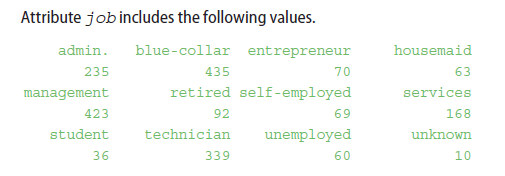 Attribute job includes the following values.
admin. blue-collar entrepreneur housemaid
235 435 70 63
management retired self-employed services
423 92 69 168
student technician unemployed unknown
36 339 60 10